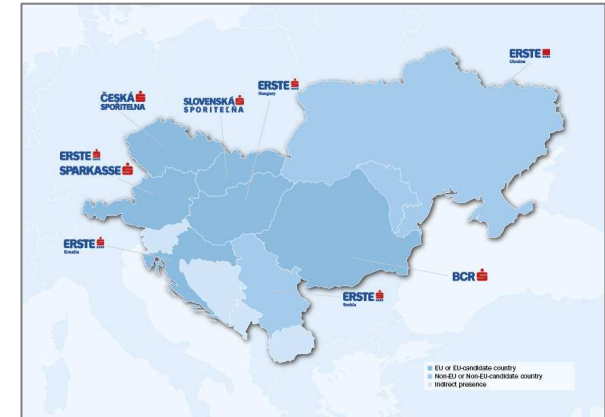 ERSTE
Ukraine
ERSTE
Hungary
ČESKÁ
SPOŘITELNA
SLOVENSKÁ
SPORITEĽŇA
ERSTE
SPARKASSE
ERSTE
Croatia
BCR
ERSTE
Serbia
EU or EU-candidate country
Non-EU or Non-EU-candidate country
Indirect presence